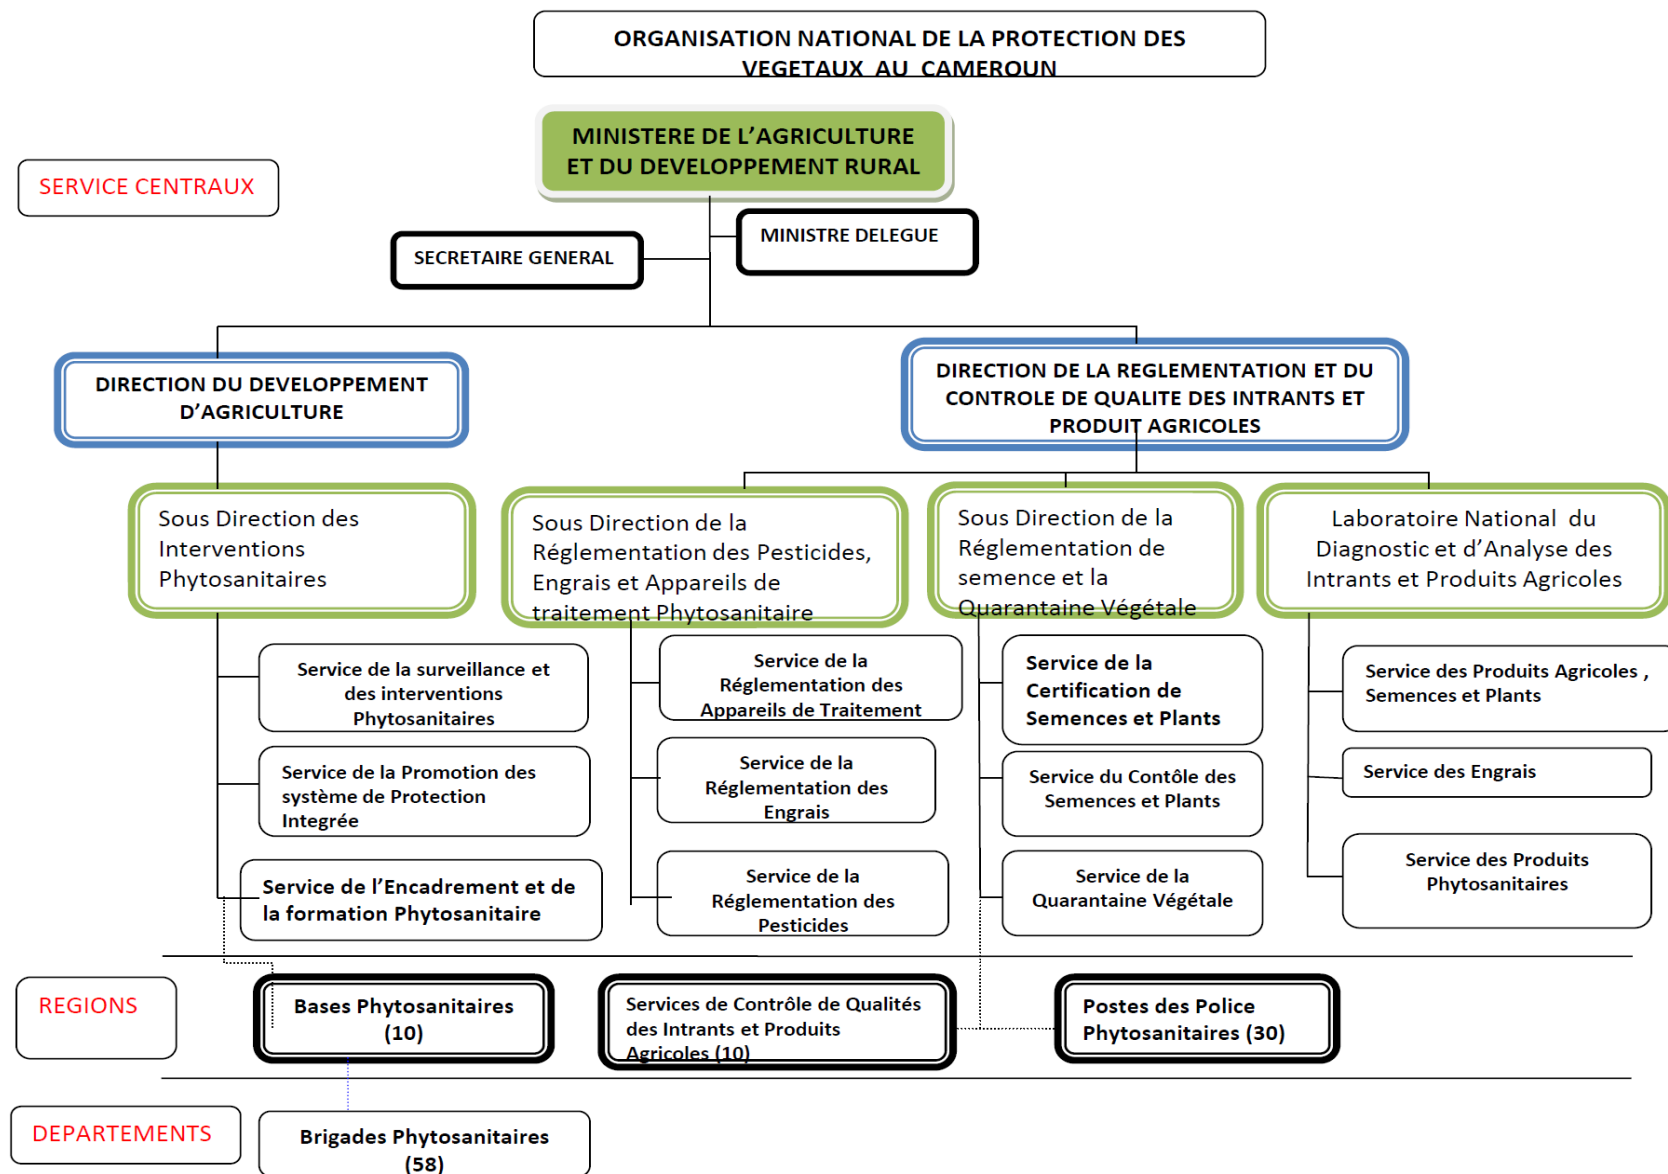 ORGANISATION NATIONAL DE LA PROTECTION DES
VEGETAUX AU CAMEROUN
MINISTERE DE L’AGRICULTURE
ET DU DEVELOPPEMENT RURAL
SERVICE CENTRAUX
MINISTRE DELEGUE
SECRETAIRE GENERAL
DIRECTION DU DEVELOPPEMENT
D’AGRICULTURE
DIRECTION DE LA REGLEMENTATION ET DU
CONTROLE DE QUALITE DES INTRANTS ET
PRODUIT AGRICOLES
Sous Direction des
Interventions
Phytosanitaires
Sous Direction de la
Réglementation des Pesticides,
Engrais et Appareils de
traitement Phytosanitaire
Sous Direction de la
Réglementation de
semence et la
Quarantaine Végétale
Laboratoire National du
Diagnostic et d’Analyse des
Intrants et Produits Agricoles
Service de la surveillance et
des interventions
Phytosanitaires
Service de la
Réglementation des
Appareils de Traitement
Service de la
Certification de
Semences et Plants
Service des Produits Agricoles ,
Semences et Plants
Service de la Promotion des
système de Protection
Integrée
Service de la
Réglementation des
Engrais
Service du Contôle des
Semences et Plants
Service des Engrais
Service de l’Encadrement et de
la formation Phytosanitaire
Service de la
Réglementation des
Pesticides
Service de la
Quarantaine Végétale
Service des Produits
Phytosanitaires
REGIONS
Bases Phytosanitaires
(10)
Services de Contrôle de Qualités
des Intrants et Produits
Agricoles (10)
Postes des Police
Phytosanitaires (30)
DEPARTEMENTS
Brigades Phytosanitaires
(58)